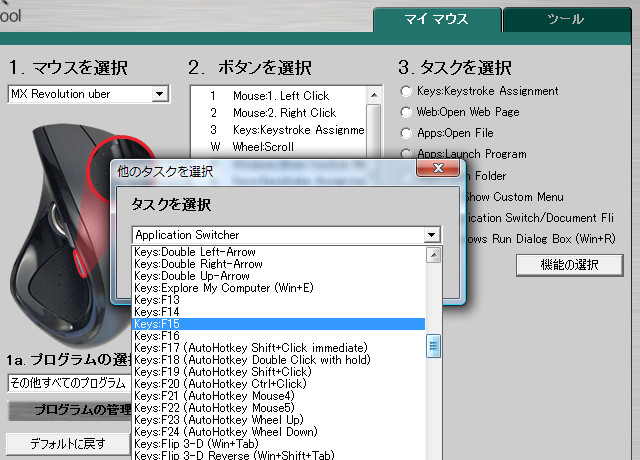 ool
マイ マウス
ツール
1. マウスを選択
MX Revolution uber
2. ボタンを選択
1 Mouse:1. Left Click
2 Mouse:2. Right Click
3 Keys:Keystroke Assignme
W Wheel:Scroll
3. タスクを選択
Keys:Keystroke Assignment
Web:Open Web Page
Apps:Open File
Apps:Launch Program
Folder
Show Custom Menu
ication Switch/Document Fli
ows Run Dialog Box (Win+R)
機能の選択
他のタスクを選択
タスクを選択
Application Switcher
Keys:Double Left-Arrow
Keys:Double Right-Arrow
Keys:Double Up-Arrow
Keys:Explore My Computer (Win+E)
Keys:F13
Keys:F14
Keys:F15
Keys:F16
Keys:F17 (AutoHotkey Shift+Click immediate)
Keys:F18 (AutoHotkey Double Click with hold)
Keys:F19 (AutoHotkey Shift+Click)
Keys:F20 (AutoHotkey Ctrl+Click)
Keys:F21 (AutoHotkey Mouse4)
Keys:F22 (AutoHotkey Mouse5)
Keys:F23 (AutoHotkey Wheel Up)
Keys:F24 (AutoHotkey Wheel Down)
Keys:Flip 3-D (Win+Tab)
Keys:Flip 3-D Reverse (Win+Shift+Tab)
1a. プログラムの選
その他すべてのプログラム
プログラムの管理
デフォルトに戻す